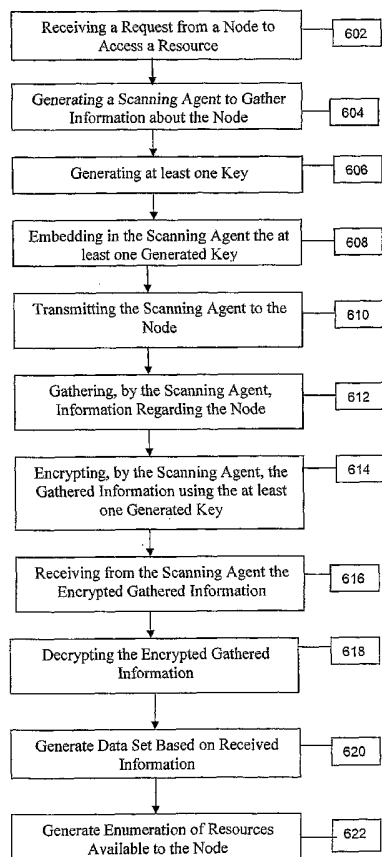 Receiving a Request from a Node to
Access a Resource
602
Generating a Scanning Agent to Gather
Information about the Node
604
Generating at least one Key
606
Embedding in the Scanning Agent the at
least one Generated Key
608
Transmitting the Scanning Agent to the
Node
610
Gathering, by the Scanning Agent,
Information Regarding the Node
612
Encrypting, by the Scanning Agent, the
Gathered Information using the at least
one Generated Key
614
Receiving from the Scanning Agent the
Encrypted Gathered Information
616
Decrypting the Encrypted Gathered
Information
618
Generate Data Set Based on Received
Information
620
Generate Enumeration of Resources
Available to the Node
622